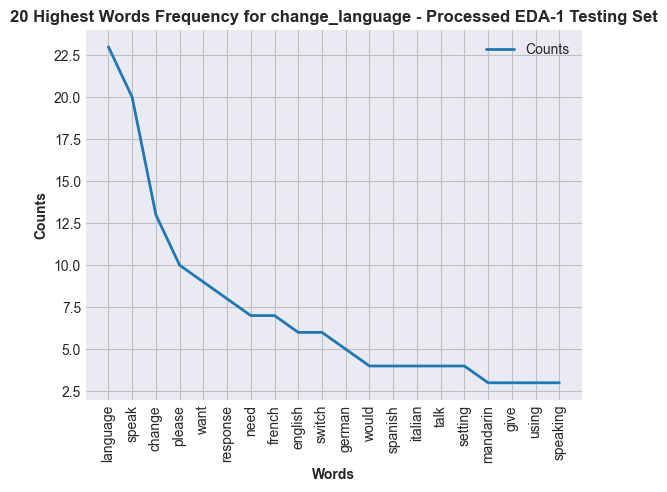 20 Highest Words Frequency for change_language - Processed EDA-1 Testing Set
Counts
22.5
20.0
17.5
15.0
12.5
10.0
7.5
5.0
2.5
Counts
language
speak
change
please
want
response
need
french
english
switch
german
would
spanish
italian
talk
setting
mandarin
give
using
speaking
Words